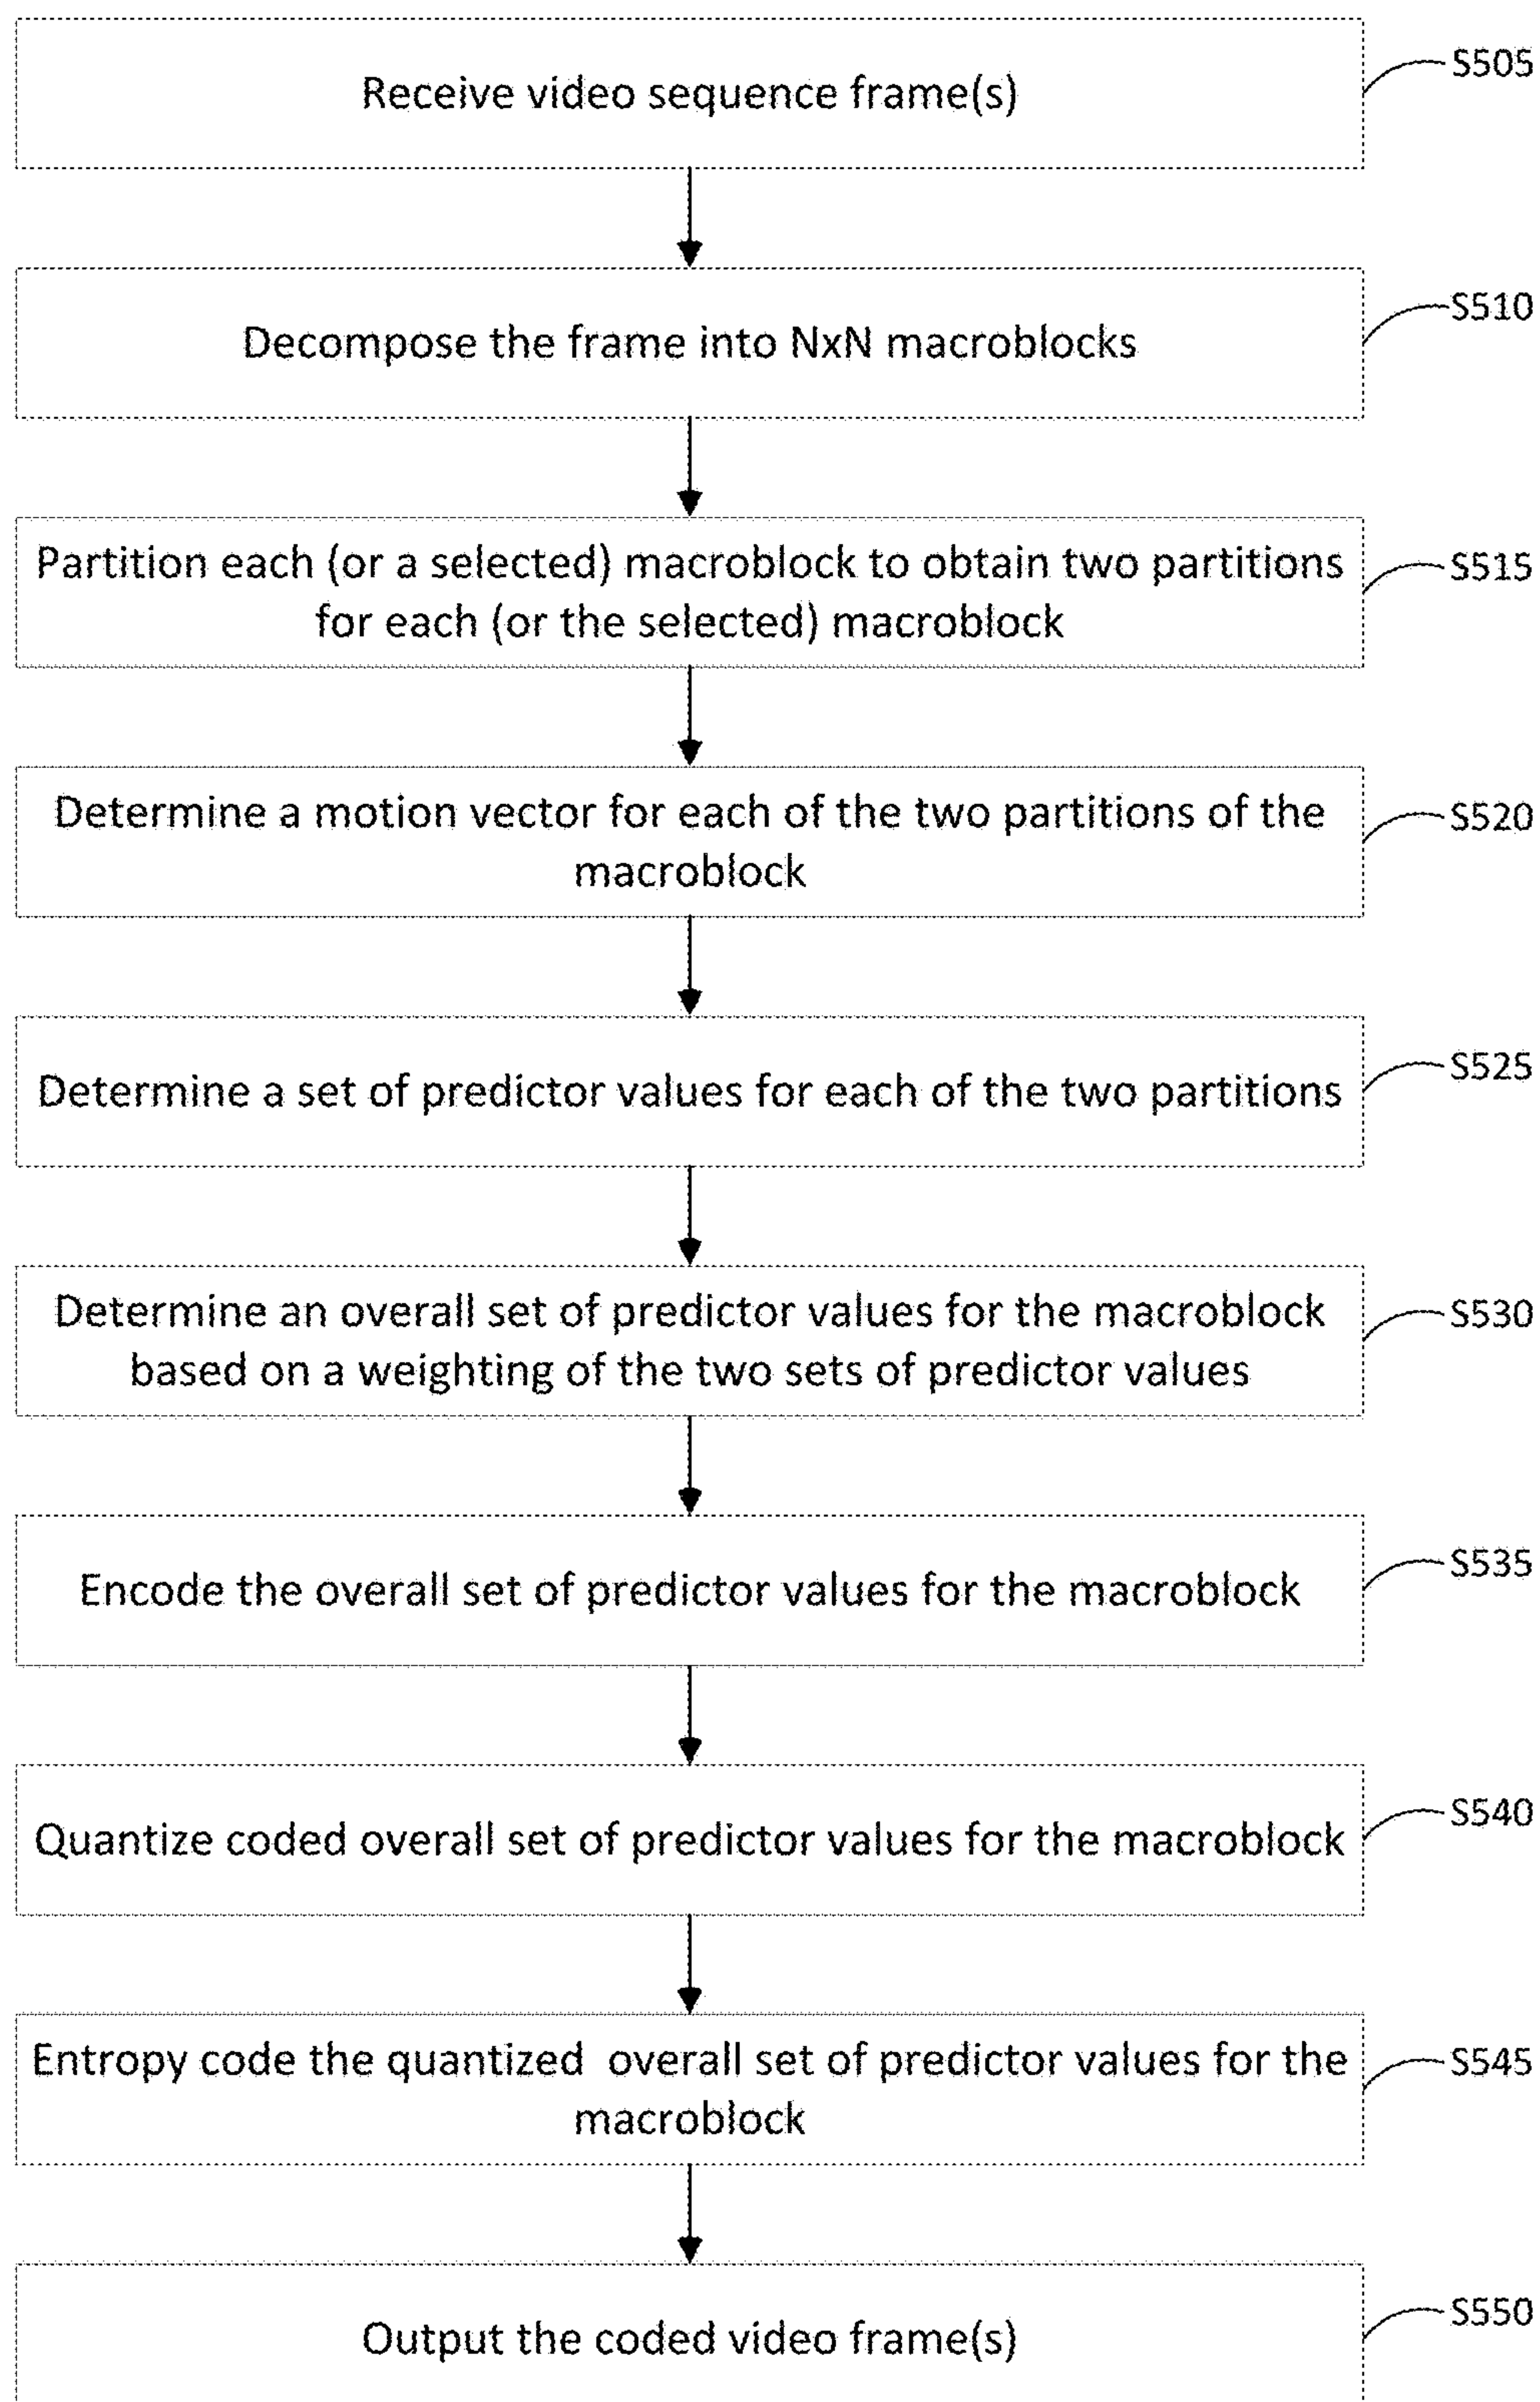 Receive video sequence frame(s)
S505
Decompose the frame into NxN macroblocks
S510
Partition each (or a selected) macroblock to obtain two partitions
for each (or the selected) macroblock
S515
Determine a motion vector for each of the two partitions of the
macroblock
S520
Determine a set of predictor values for each of the two partitions
S525
Determine an overall set of predictor values for the macroblock
based on a weighting of the two sets of predictor values
S530
Encode the overall set of predictor values for the macroblock
S535
Quantize coded overall set of predictor values for the macroblock
S540
Entropy code the quantized  overall set of predictor values for the
macroblock
S545
Output the coded video frame(s)
S550